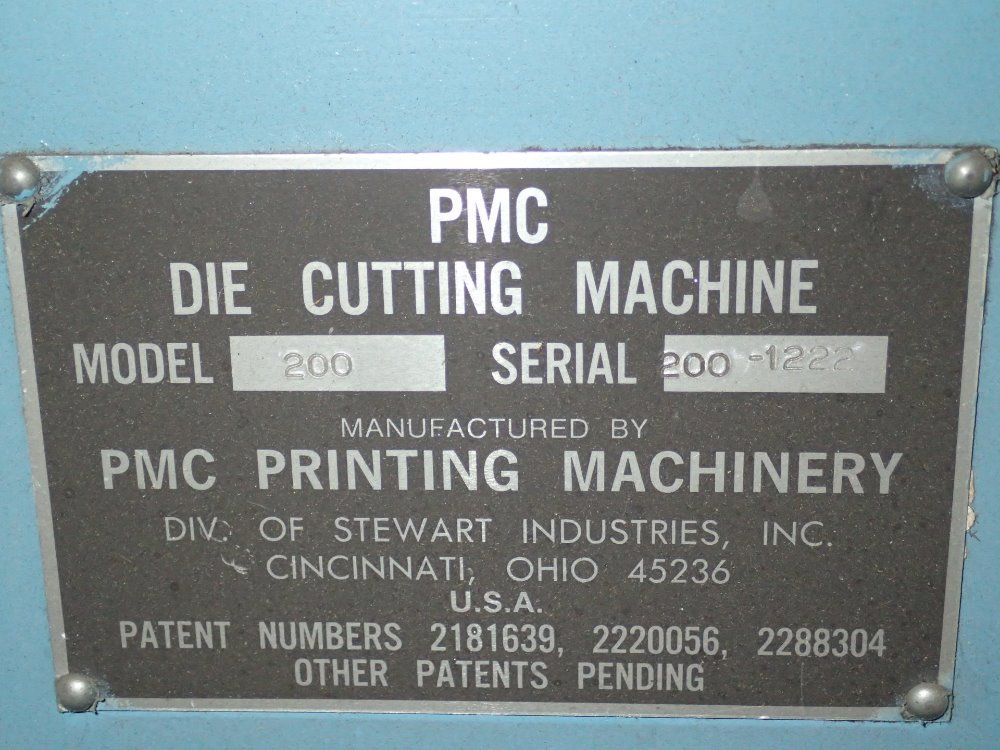 PMC
DIE CUTTING MACHINE
MODEL 200 SERIAL 200-1222
MANUFACTURED BY
PMC PRINTING MACHINERY
DIV. OF STEWART INDUSTRIES, INC.
CINCINNATI, OHIO 45236
U.S.A.
PATENT NUMBERS 2181639, 2220056, 2288304
OTHER PATENTS PENDING